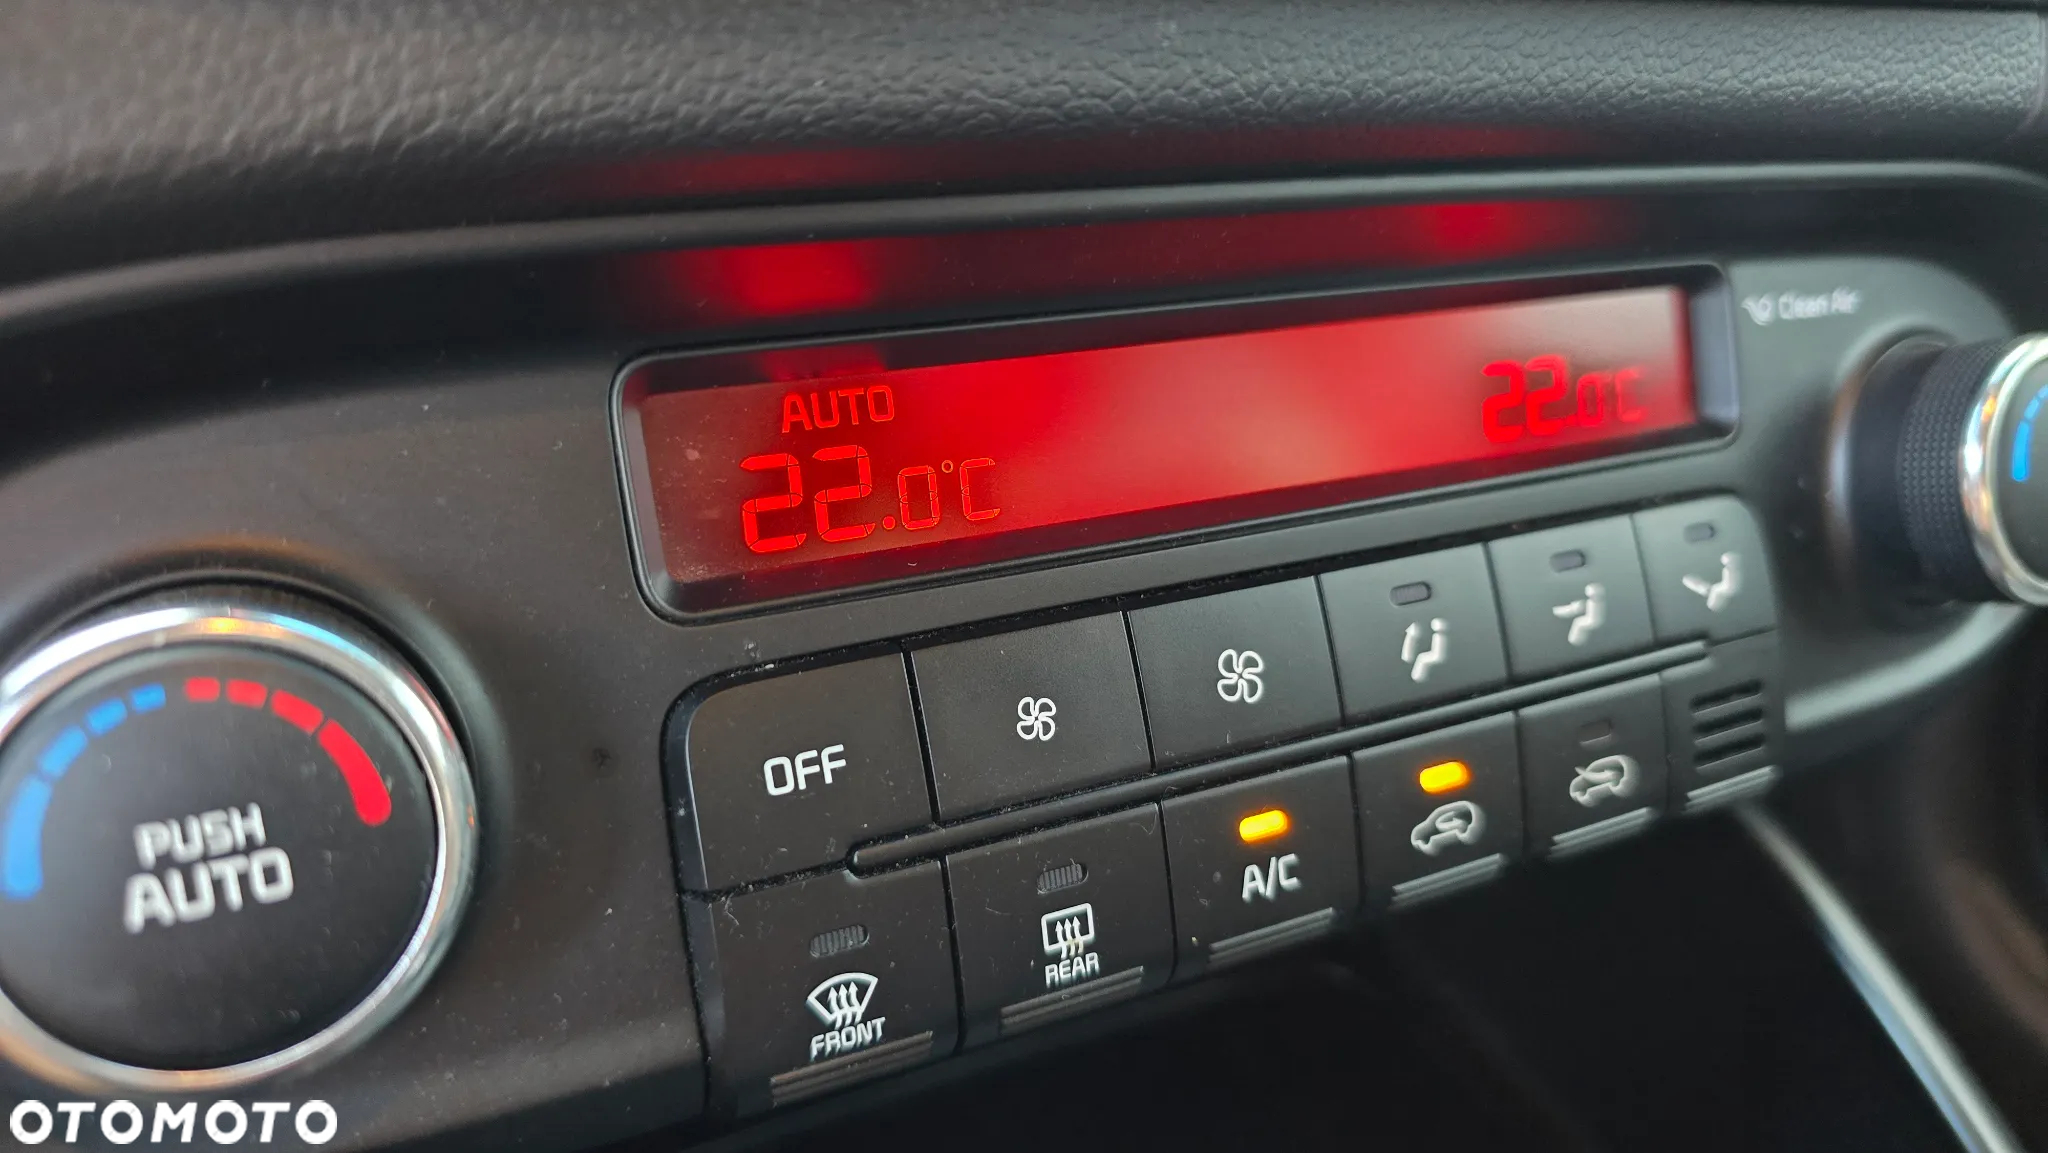 AUTO
22.0°C
22.0°C
Clean Air
PUSH
AUTO
OFF
A/C
REAR
FRONT
OTOMOTO